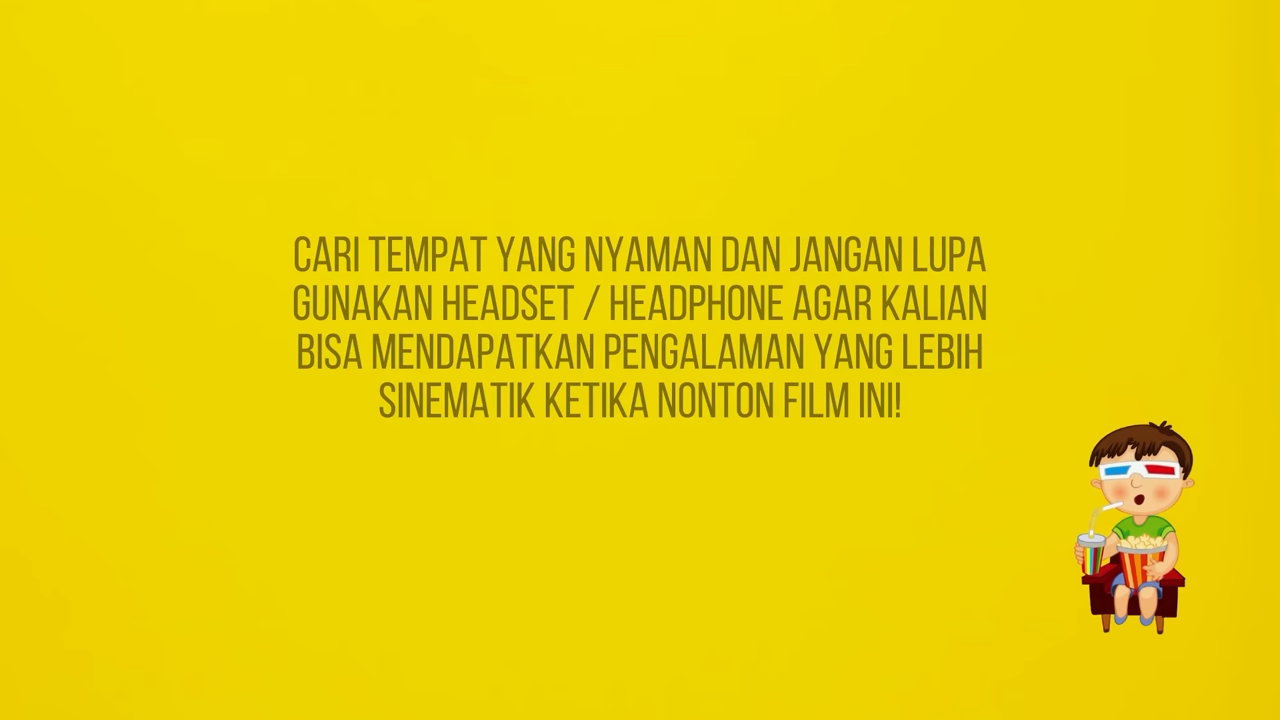 CARI TEMPAT YANG NYAMAN DAN JANGAN LUPA
GUNAKAN HEADSET / HEADPHONE AGAR KALIAN
BISA MENDAPATKAN PENGALAMAN YANG LEBIH
SINEMATIK KETIKA NONTON FILM INI!